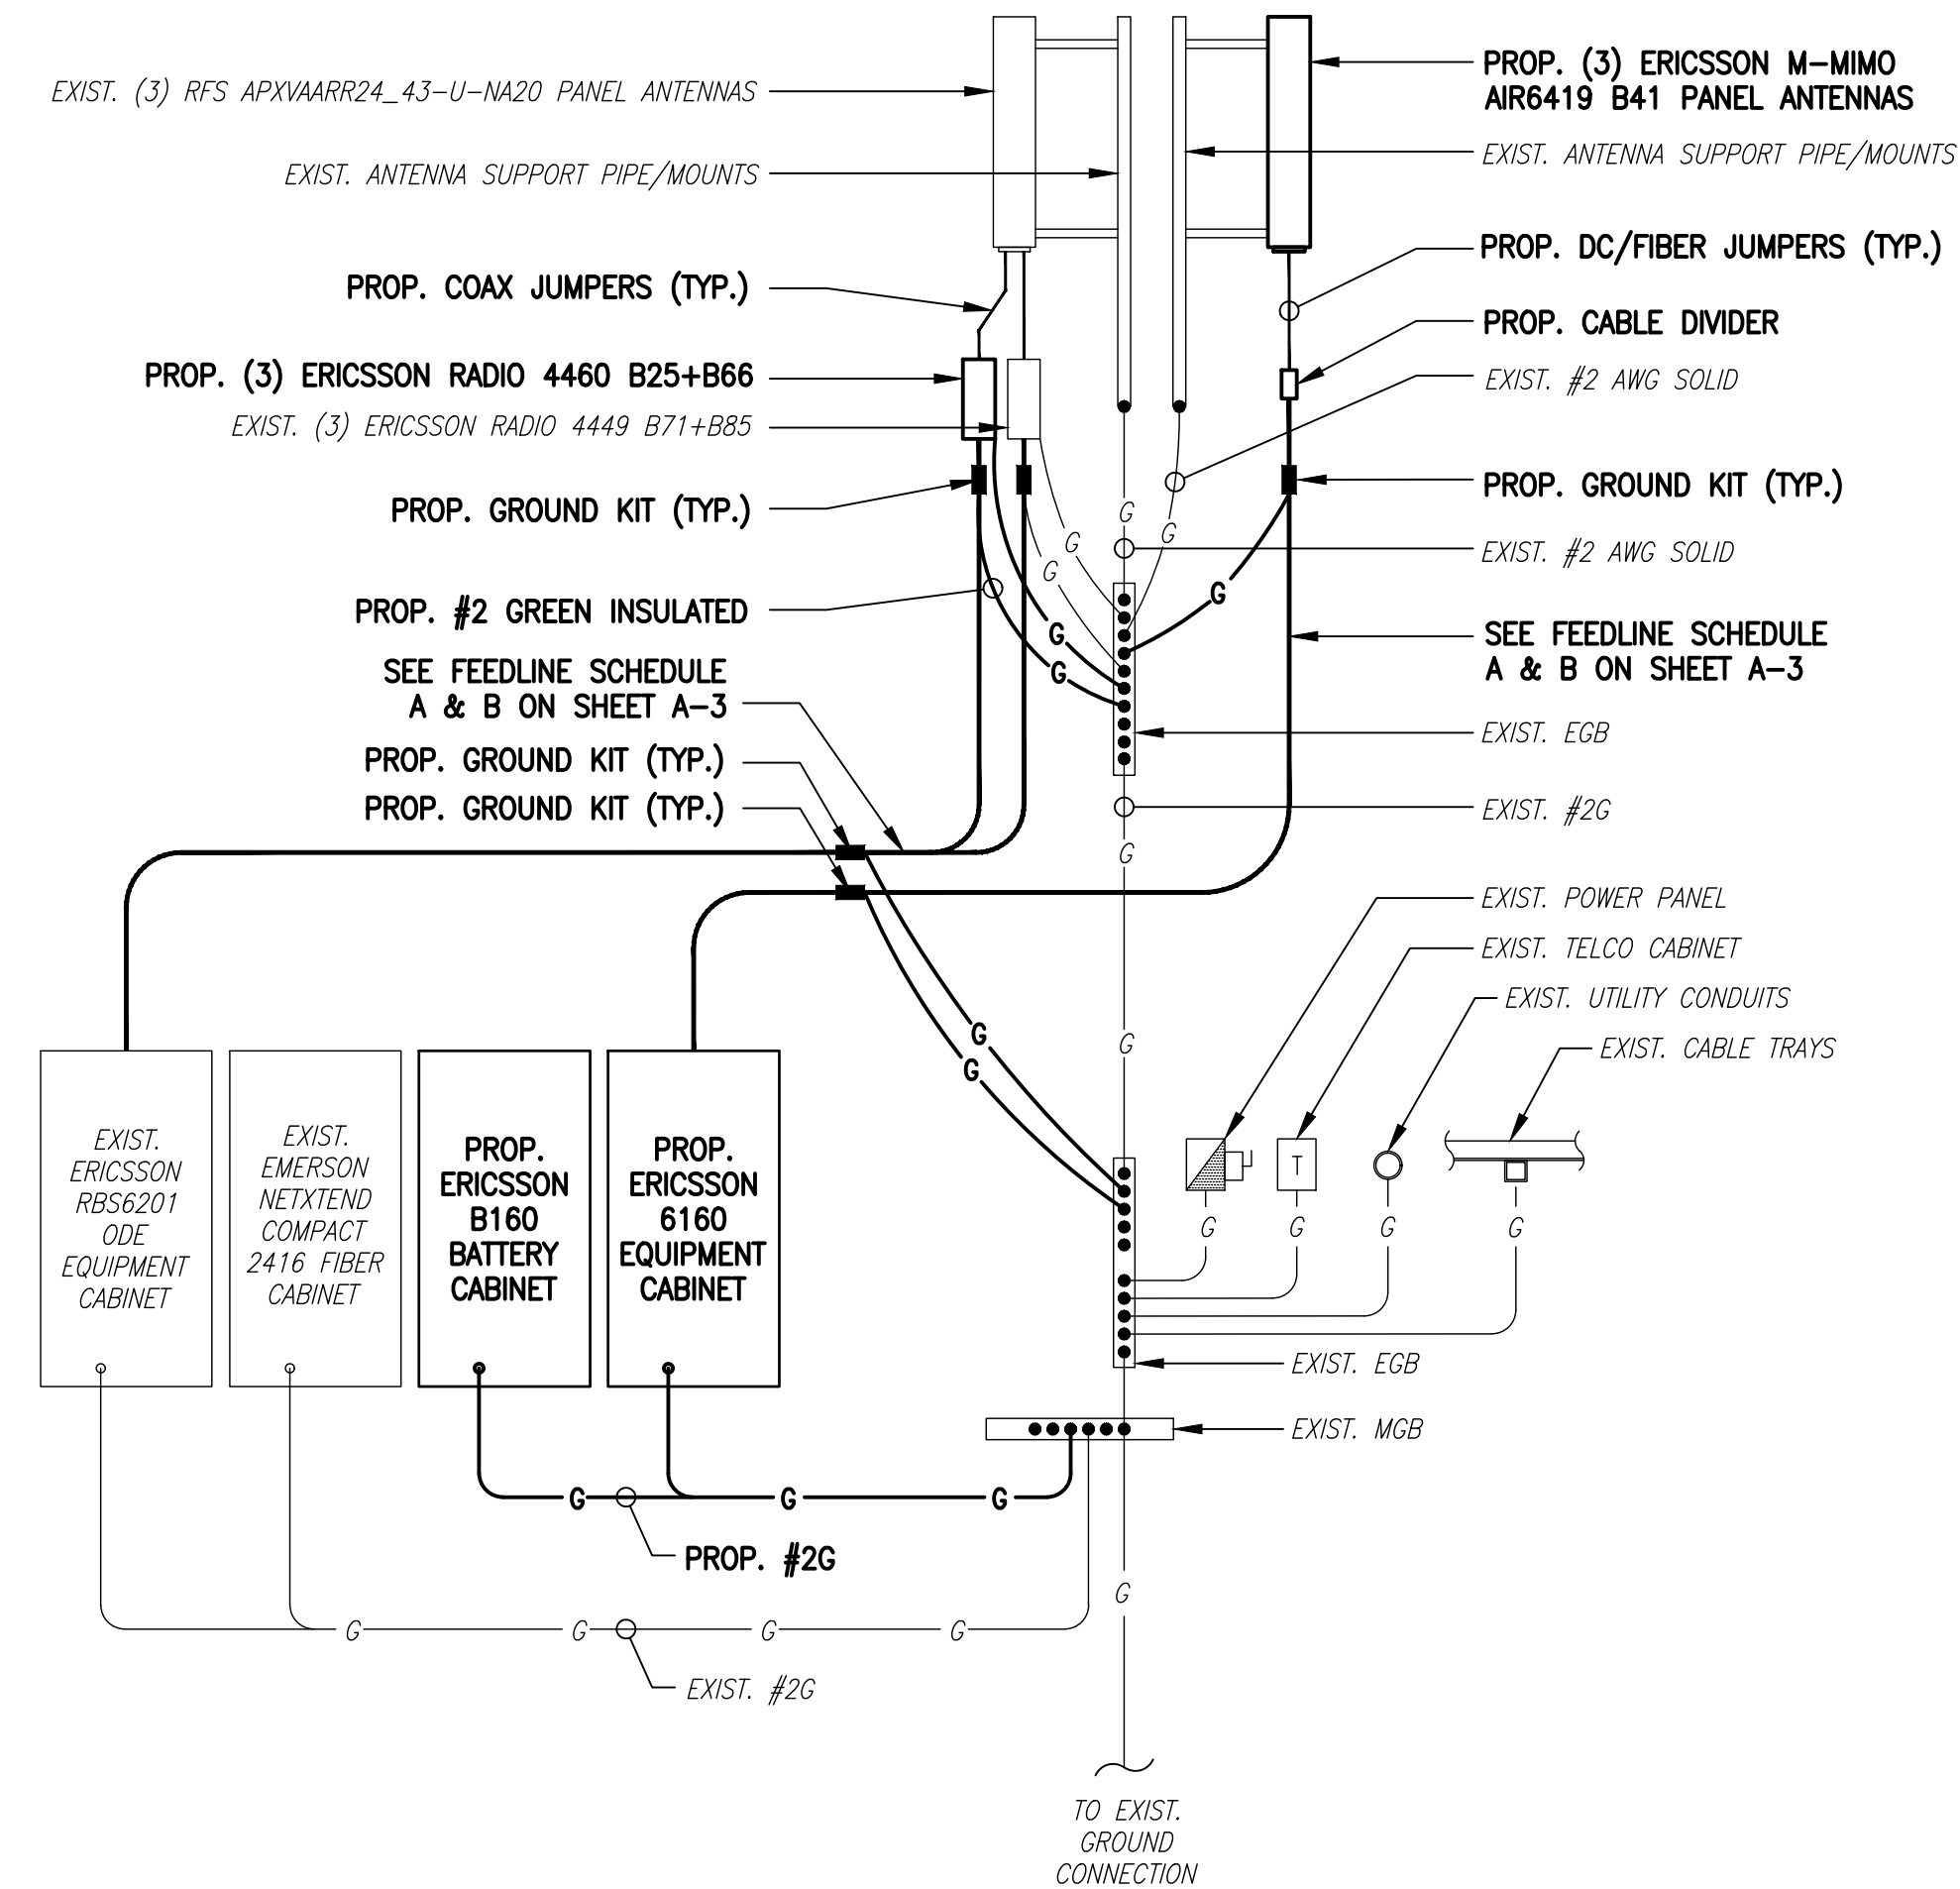 EXIST. (3) RFS APXVAARR24_43-U-NA20 PANEL ANTENNAS
EXIST. ANTENNA SUPPORT PIPE/MOUNTS
PROP. COAX JUMPERS (TYP.)
PROP. (3) ERICSSON RADIO 4460 B25+B66
EXIST. (3) ERICSSON RADIO 4449 B71+B85
PROP. GROUND KIT (TYP.)
PROP. #2 GREEN INSULATED
SEE FEEDLINE SCHEDULE
A & B ON SHEET A-3
PROP. GROUND KIT (TYP.)
PROP. GROUND KIT (TYP.)
PROP. (3) ERICSSON M-MIMO
AIR6419 B41 PANEL ANTENNAS
EXIST. ANTENNA SUPPORT PIPE/MOUNTS
PROP. DC/FIBER JUMPERS (TYP.)
PROP. CABLE DIVIDER
EXIST. #2 AWG SOLID
PROP. GROUND KIT (TYP.)
EXIST. #2 AWG SOLID
SEE FEEDLINE SCHEDULE
A & B ON SHEET A-3
EXIST. EGB
EXIST. #2G
EXIST. POWER PANEL
EXIST. TELCO CABINET
EXIST. UTILITY CONDUITS
EXIST. CABLE TRAYS
G
G
G
G
G
G
G
G
G
G
G
EXIST.
ERICSSON
RBS6201
ODE
EQUIPMENT
CABINET
EXIST.
EMERSON
NETXTEND
COMPACT
2416 FIBER
CABINET
PROP.
ERICSSON
B160
BATTERY
CABINET
PROP.
ERICSSON
6160
EQUIPMENT
CABINET
T
G
G
G
G
EXIST. EGB
EXIST. MGB
G
G
G
PROP. #2G
G
G
G
G
G
EXIST. #2G
TO EXIST.
GROUND
CONNECTION